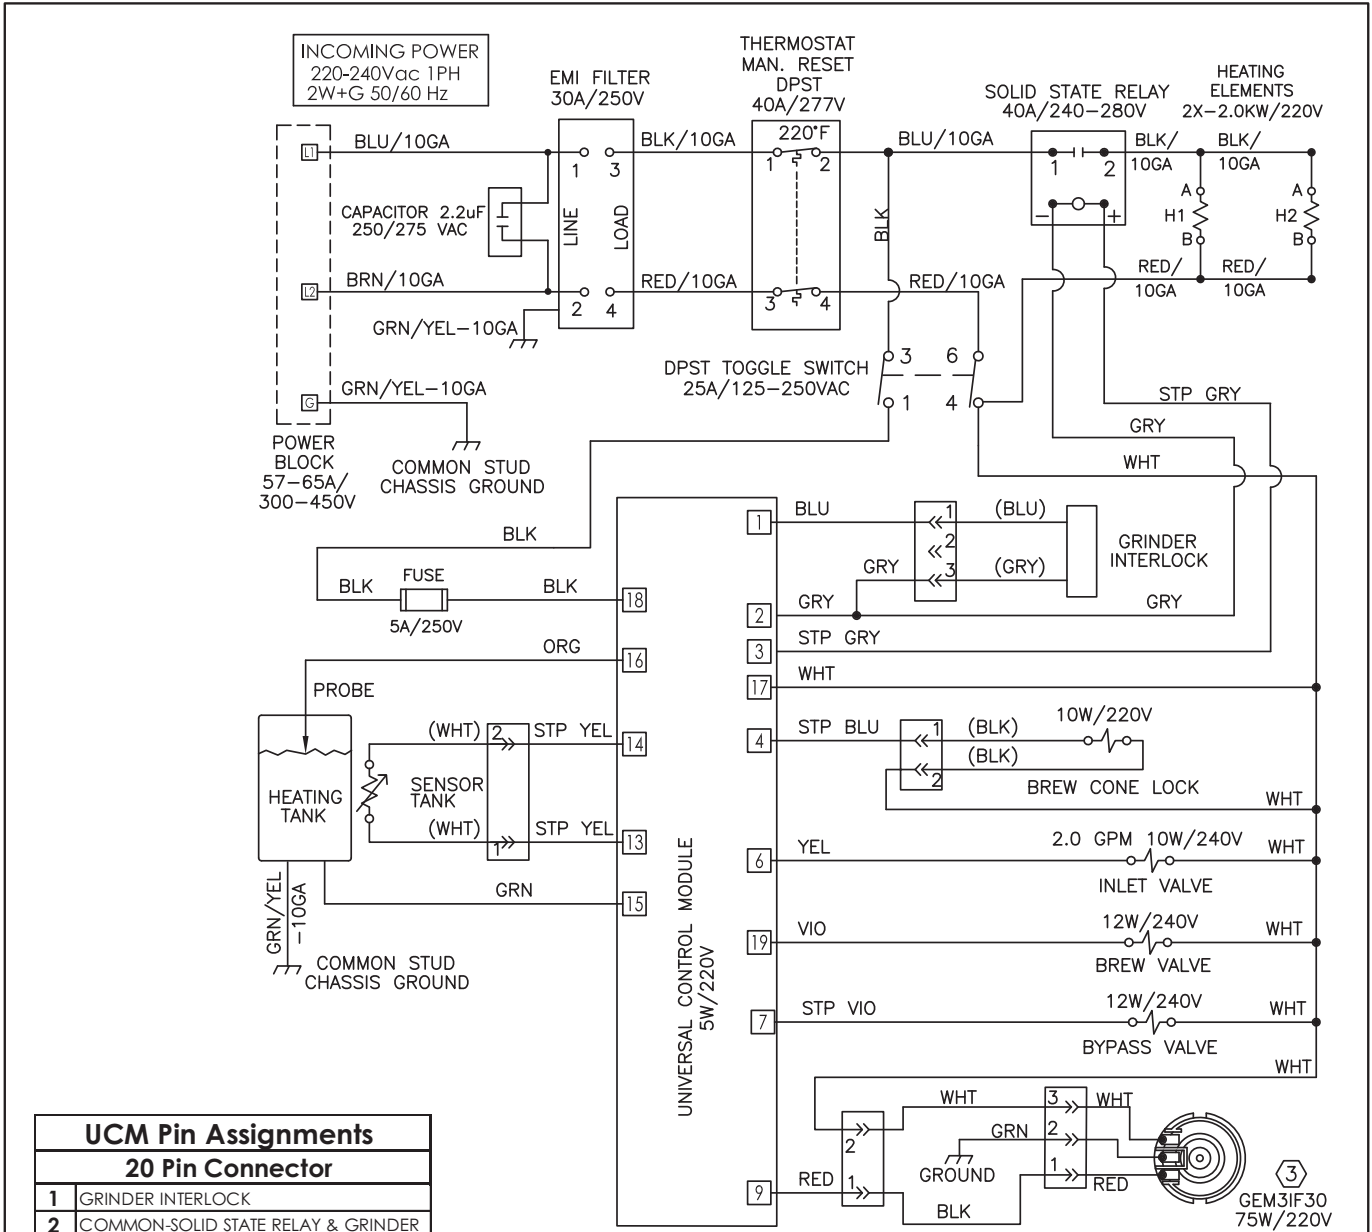 INCOMING POWER
220-240Vac 1PH
2W+G 50/60 Hz
EMI FILTER
30A/250V
THERMOSTAT
MAN. RESET
DPST
40A/277V
SOLID STATE RELAY
40A/240-280V
HEATING
ELEMENTS
2X-2.0KW/220V
L1
BLU/10GA
1
3
BLK/10GA
220°F
1
2
BLU/10GA
1
2
BLK/
10GA
BLK/
10GA
CAPACITOR 2.2uF
250/275 VAC
LINE
LOAD
BLK
-
+
A
H1
B
A
H2
B
L2
BRN/10GA
2
4
RED/10GA
3
4
RED/10GA
RED/
10GA
RED/
10GA
GRN/YEL-10GA
G
GRN/YEL-10GA
DPST TOGGLE SWITCH
25A/125-250VAC
3
6
1
4
STP GRY
GRY
WHT
POWER
BLOCK
57-65A/
300-450V
COMMON STUD
CHASSIS GROUND
BLK
BLK
FUSE
5A/250V
BLK
18
ORG
16
PROBE
HEATING
TANK
(WHT)
2
STP YEL
14
SENSOR
TANK
(WHT)
1
STP YEL
13
GRN
15
GRN/YEL
-10GA
COMMON STUD
CHASSIS GROUND
UNIVERSAL CONTROL MODULE
5W/220V
1
BLU
1
(BLU)
2
GRY
3
(GRY)
GRINDER
INTERLOCK
2
GRY
GRY
3
STP GRY
17
WHT
4
STP BLU
1
(BLK)
10W/220V
(BLK)
2
BREW CONE LOCK
WHT
6
YEL
2.0 GPM 10W/240V
WHT
INLET VALVE
19
VIO
12W/240V
WHT
BREW VALVE
7
STP VIO
12W/240V
WHT
BYPASS VALVE
WHT
2
WHT
3
WHT
GRN
2
GROUND
9
RED
1
BLK
1
RED
3
GEM3IF30
75W/220V
UCM Pin Assignments
20 Pin Connector
1 GRINDER INTERLOCK
2 COMMON-SOLID STATE RELAY & GRINDER